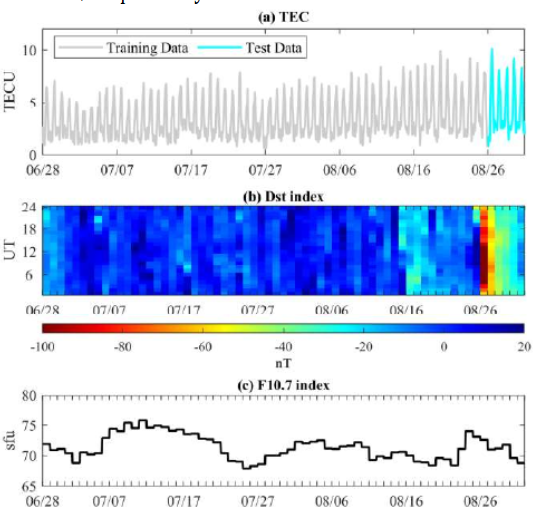 (a) TEC
Training Data
Test Data
TECU
10
5
0
06/28 07/07 07/17 07/27 08/06 08/16 08/26
(b) Dst index
UT
24
18
12
6
06/28 07/07 07/17 07/27 08/06 08/16 08/26
-100 -80 -60 -40 -20 0 20
nT
(c) F10.7 index
sfu
80
75
70
65
06/28 07/07 07/17 07/27 08/06 08/16 08/26